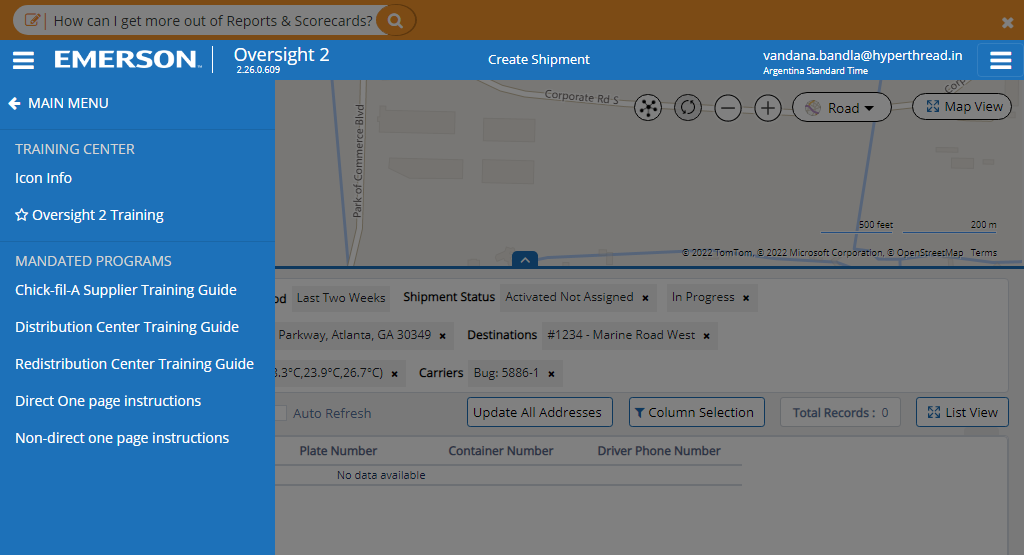 How can I get more out of Reports & Scorecards?
EMERSON
Oversight 2
2.26.0.609
Create Shipment
vandana.bandla@hyperthread.in
Argentina Standard Time
MAIN MENU
TRAINING CENTER
Icon Info
Oversight 2 Training
MANDATED PROGRAMS
Chick-fil-A Supplier Training Guide
Distribution Center Training Guide
Redistribution Center Training Guide
Direct One page instructions
Non-direct one page instructions
Corporate Rd S
Park of Commerce Blvd
Road
Map View
500 feet
200 m
© 2022 TomTom, © 2022 Microsoft Corporation, © OpenStreetMap Terms
Last Two Weeks
Shipment Status
Activated Not Assigned ×
In Progress ×
Parkway, Atlanta, GA 30349 ×
Destinations
#1234 - Marine Road West ×
3.3°C,23.9°C,26.7°C) ×
Carriers
Bug: 5886-1 ×
Auto Refresh
Update All Addresses
Column Selection
Total Records : 0
List View
Plate Number
Container Number
Driver Phone Number
No data available